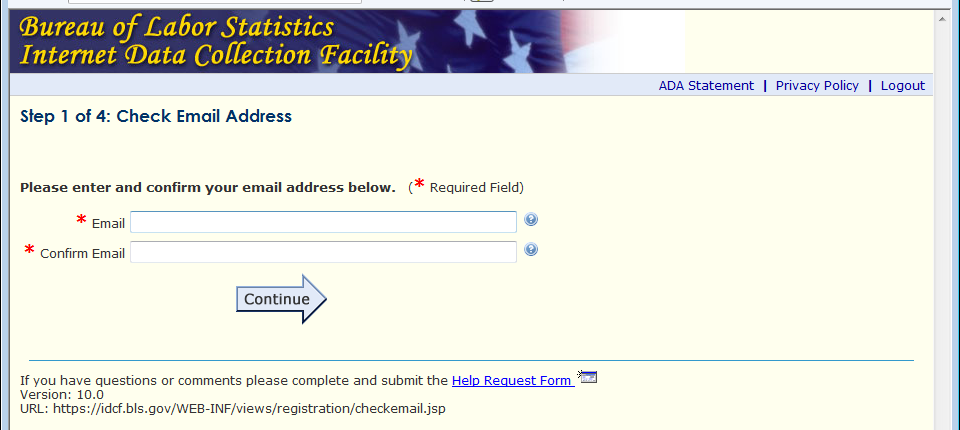 Bureau of Labor Statistics
Internet Data Collection Facility
ADA Statement | Privacy Policy | Logout
Step 1 of 4: Check Email Address
Please enter and confirm your email address below. (* Required Field)
* Email
* Confirm Email
Continue
If you have questions or comments please complete and submit the Help Request Form
Version: 10.0
URL: https://idcf.bls.gov/WEB-INF/views/registration/checkemail.jsp